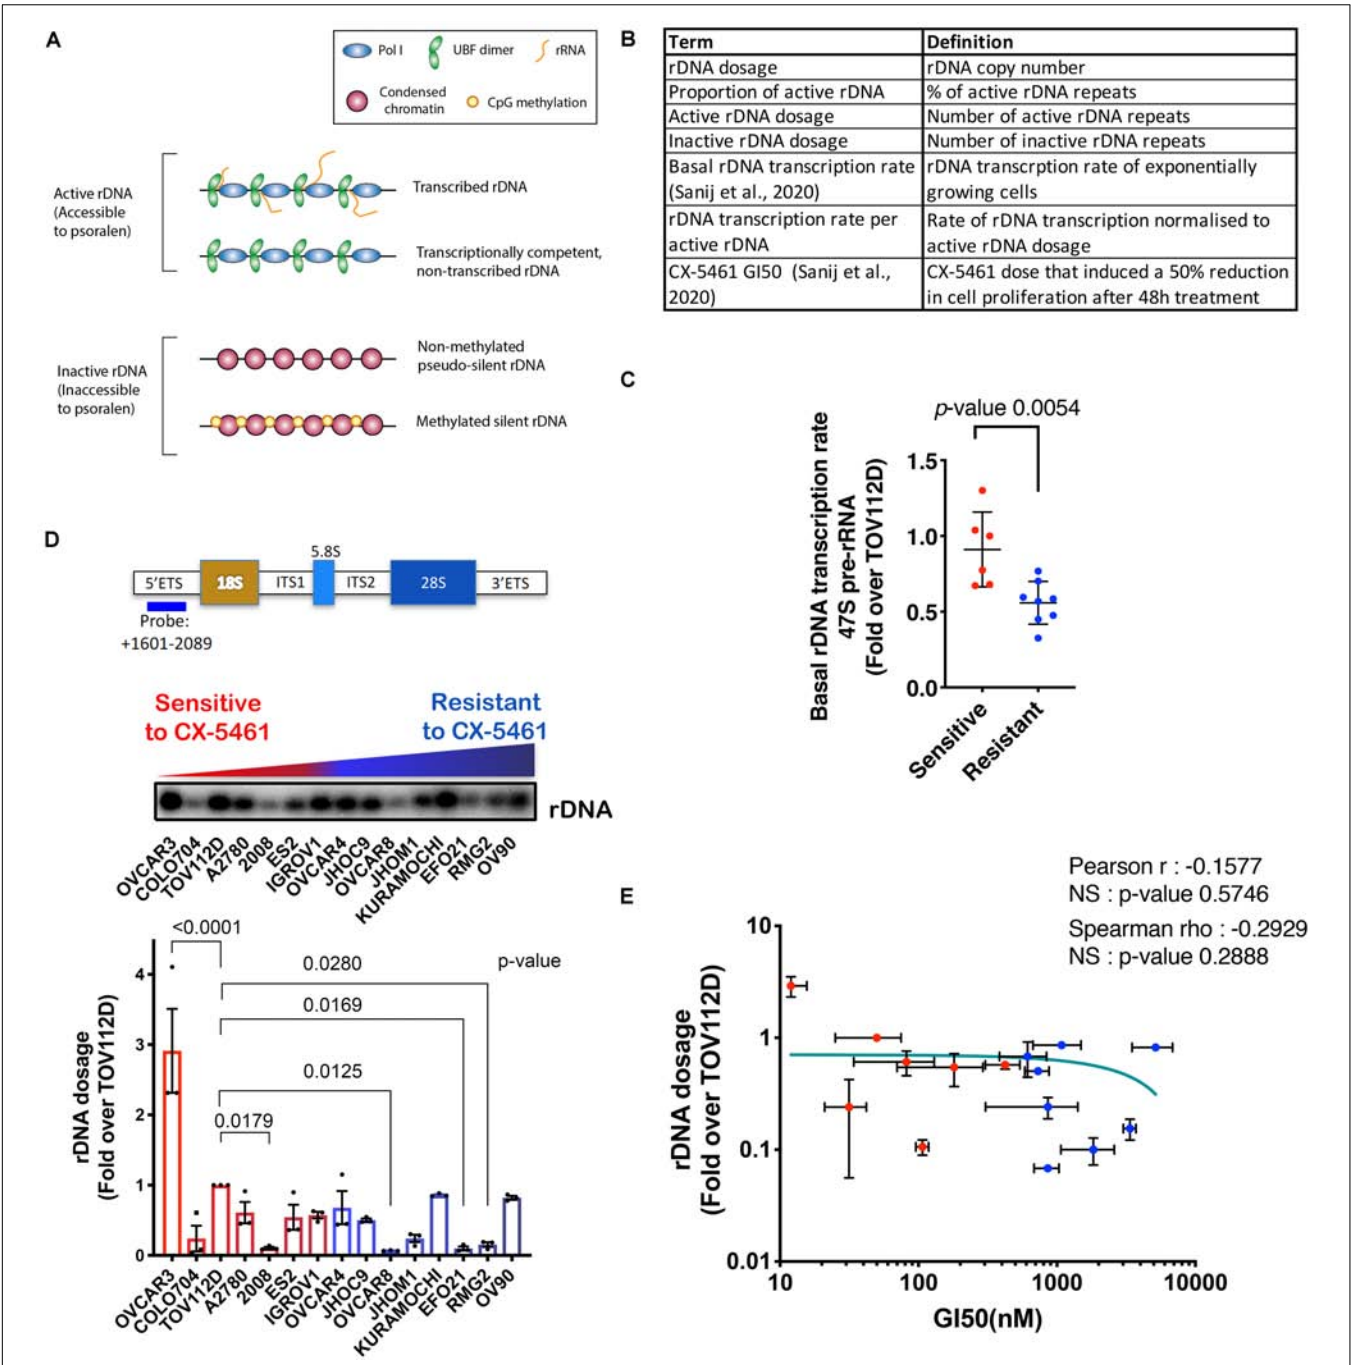 A
Pol I
UBF dimer
rRNA
Condensed
chromatin
CpG methylation
Active rDNA
(Accessible
to psoralen)
Transcribed rDNA
Transcriptionally competent,
non-transcribed rDNA
Inactive rDNA
(Inaccessible
to psoralen)
Non-methylated
pseudo-silent rDNA
Methylated silent rDNA
B
Term
Definition
rDNA dosage
rDNA copy number
Proportion of active rDNA
% of active rDNA repeats
Active rDNA dosage
Number of active rDNA repeats
Inactive rDNA dosage
Number of inactive rDNA repeats
Basal rDNA transcription rate
(Sanij et al., 2020)
rDNA transcrption rate of exponentially
growing cells
rDNA transcription rate per
active rDNA
Rate of rDNA transcription normalised to
active rDNA dosage
CX-5461 GI50 (Sanij et al.,
2020)
CX-5461 dose that induced a 50% reduction
in cell proliferation after 48h treatment
C
p-value 0.0054
Basal rDNA transcription rate
47S pre-rRNA
(Fold over TOV112D)
1.5
1.0
0.5
0.0
Sensitive
Resistant
D
5.8S
5'ETS
18S
ITS1
ITS2
28S
3'ETS
Probe:
+1601-2089
Sensitive
to CX-5461
Resistant
to CX-5461
rDNA
OVCAR3
COLO704
TOV112D
A2780
2008
ES2
IGROV1
OVCAR4
JHOC9
OVCAR8
JHOM1
KURAMOCHI
EFO21
RMG2
OV90
<0.0001
p-value
0.0280
0.0169
0.0125
0.0179
rDNA dosage
(Fold over TOV112D)
4
3
2
1
0
OVCAR3
COLO704
TOV112D
A2780
2008
ES2
IGROV1
OVCAR4
JHOC9
OVCAR8
JHOM1
KURAMOCHI
EFO21
RMG2
OV90
E
Pearson r : -0.1577
NS : p-value 0.5746
Spearman rho : -0.2929
NS : p-value 0.2888
rDNA dosage
(Fold over TOV112D)
10
1
0.1
0.01
10
100
1000
10000
GI50(nM)